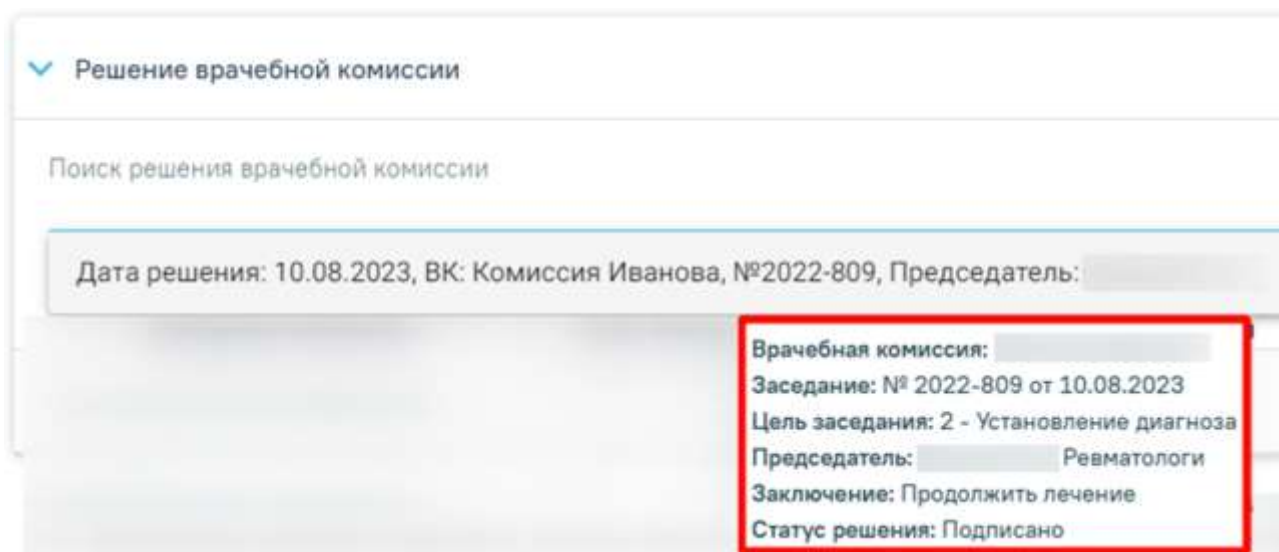 Решение врачебной комиссии
Поиск решения врачебной комиссии
Дата решения: 10.08.2023, ВК: Комиссия Иванова, №2022-809, Председатель:
Врачебная комиссия:
Заседание: № 2022-809 от 10.08.2023
Цель заседания: 2 - Установление диагноза
Председатель: Ревматологи
Заключение: Продолжить лечение
Статус решения: Подписано